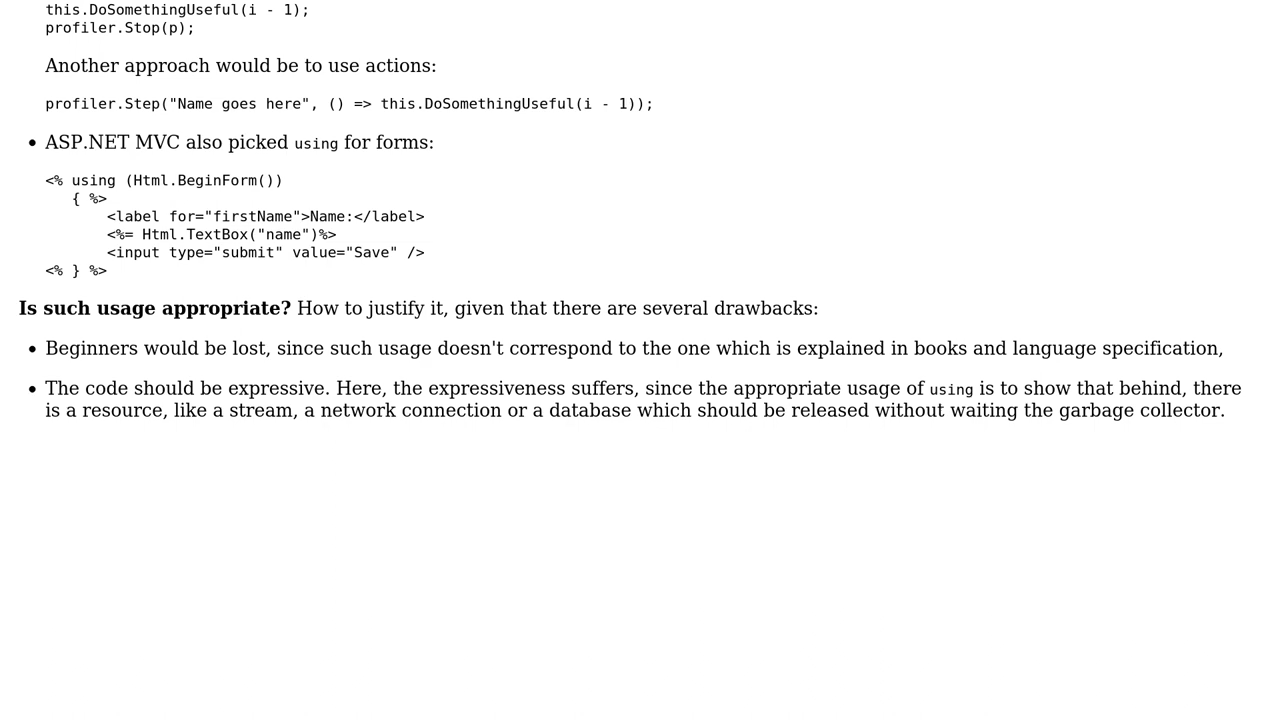 this.DoSomethingUseful(i - 1);
profiler.Stop(p);
Another approach would be to use actions:
profiler.Step("Name goes here", () => this.DoSomethingUseful(i - 1));
• ASP.NET MVC also picked using for forms:
<% using (Html.BeginForm())
   { %>
       <label for="firstName">Name:</label>
       <%= Html.TextBox("name")%>
       <input type="submit" value="Save" />
<% } %>
Is such usage appropriate? How to justify it, given that there are several drawbacks:
• Beginners would be lost, since such usage doesn't correspond to the one which is explained in books and language specification,
• The code should be expressive. Here, the expressiveness suffers, since the appropriate usage of using is to show that behind, there
is a resource, like a stream, a network connection or a database which should be released without waiting the garbage collector.